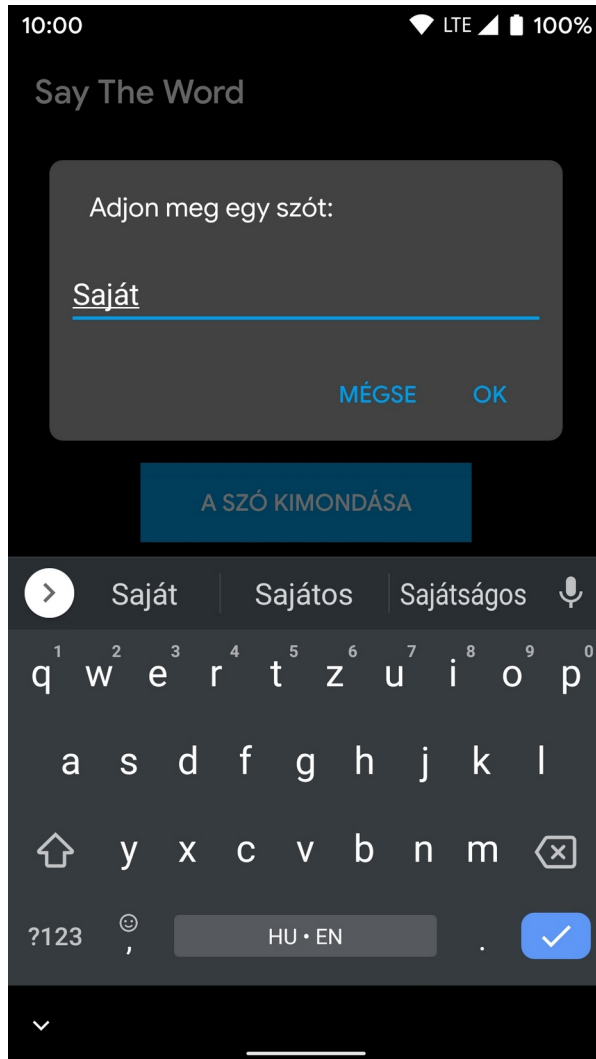 10:00 LTE 100%
Say The Word
Adjon meg egy szót:
Saját
MÉGSE OK
A SZÓ KIMONDÁSA
Saját Sajátos Sajátságos
1 2 3 4 5 6 7 8 9 0
q w e r t z u i o p
a s d f g h j k l
y x c v b n m
?123 , HU • EN .